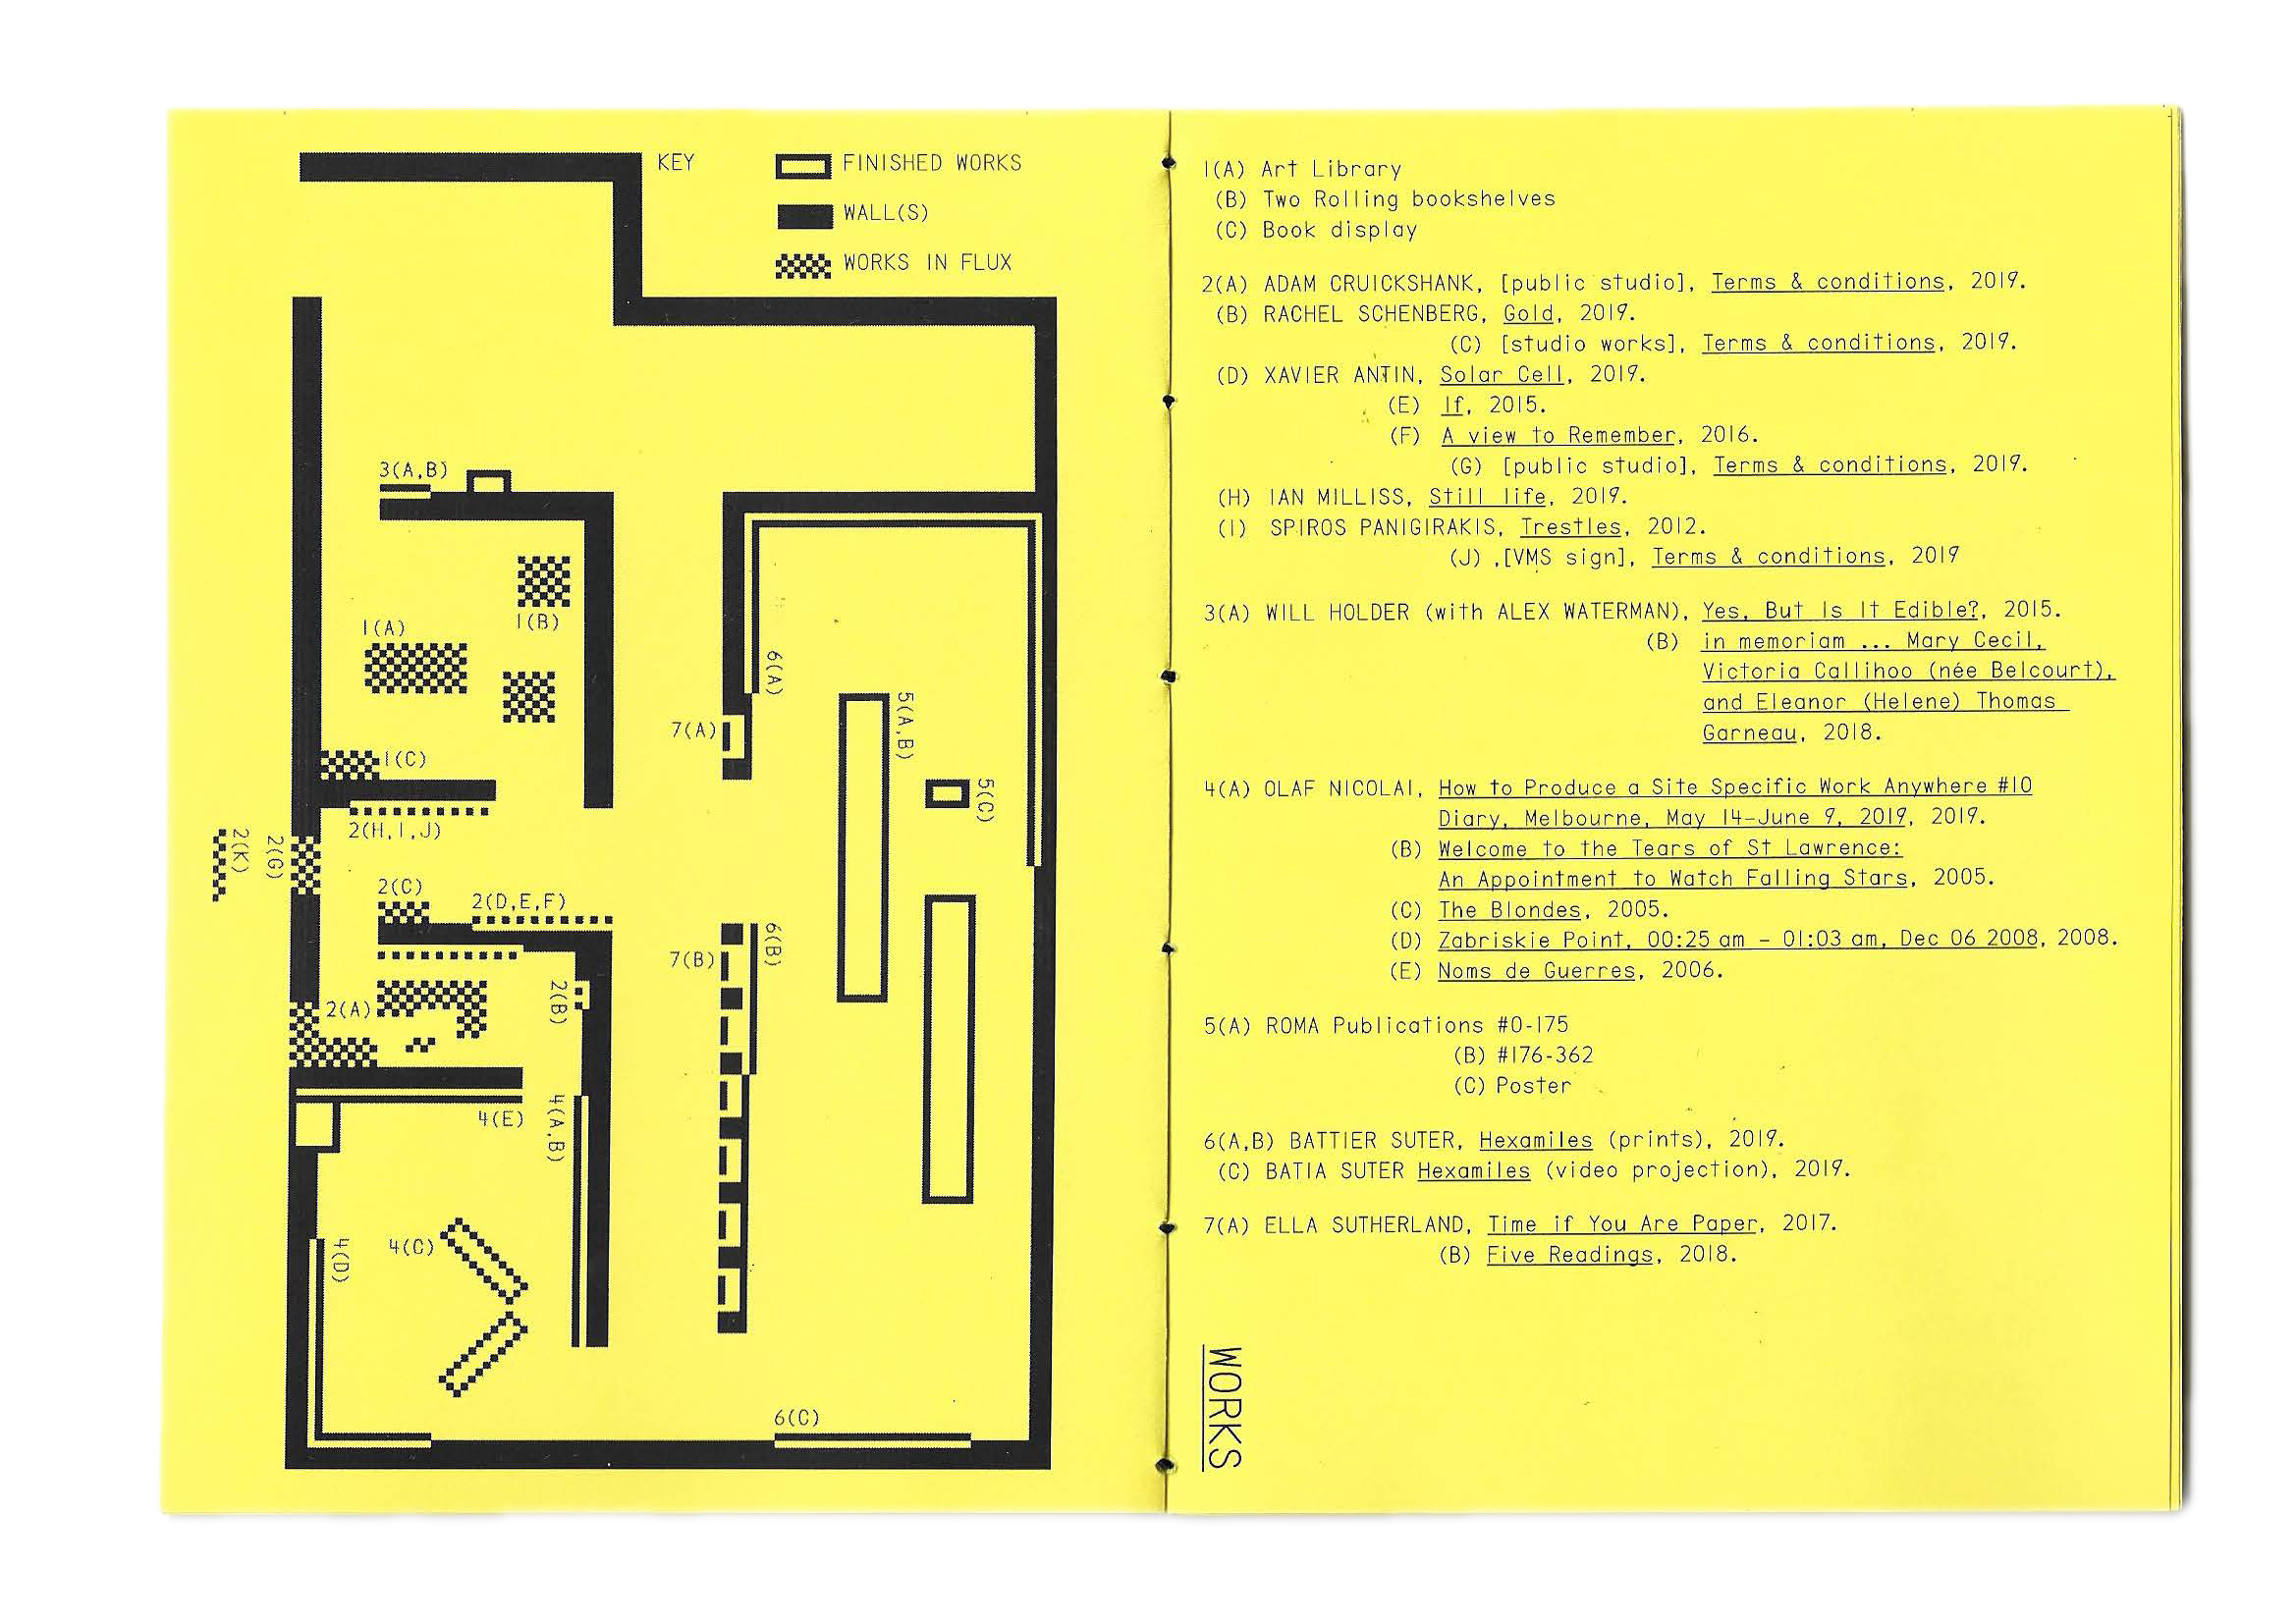 KEY
FINISHED WORKS
WALL(S)
WORKS IN FLUX
3(A,B)
1(B)
1(A)
6(A)
5(A,B)
7(A)
1(C)
5(C)
2(H,I,J)
2(K)
2(G)
2(C)
2(D,E,F)
6(B)
7(B)
2(B)
2(A)
4(E)
4(A,B)
4(D)
4(C)
6(C)
1(A) Art Library
(B) Two Rolling bookshelves
(C) Book display
2(A) ADAM CRUICKSHANK, [public studio], Terms & conditions, 2019.
(B) RACHEL SCHENBERG, Gold, 2019.
(C) [studio works], Terms & conditions, 2019.
(D) XAVIER ANTIN, Solar Cell, 2019.
(E) If, 2015.
(F) A view to Remember, 2016.
(G) [public studio], Terms & conditions, 2019.
(H) IAN MILLISS, Still life, 2019.
(I) SPIROS PANIGIRAKIS, Trestles, 2012.
(J) ,[VMS sign], Terms & conditions, 2019
3(A) WILL HOLDER (with ALEX WATERMAN), Yes, But Is It Edible?, 2015.
(B) in memoriam ... Mary Cecil,
Victoria Callihoo (née Belcourt),
and Eleanor (Helene) Thomas
Garneau, 2018.
4(A) OLAF NICOLAI, How to Produce a Site Specific Work Anywhere #10
Diary, Melbourne, May 14-June 9, 2019, 2019.
(B) Welcome to the Tears of St Lawrence:
An Appointment to Watch Falling Stars, 2005.
(C) The Blondes, 2005.
(D) Zabriskie Point, 00:25 am - 01:03 am, Dec 06 2008, 2008.
(E) Noms de Guerres, 2006.
5(A) ROMA Publications #0-175
(B) #176-362
(C) Poster
6(A,B) BATTIER SUTER, Hexamiles (prints), 2019.
(C) BATIA SUTER Hexamiles (video projection), 2019.
7(A) ELLA SUTHERLAND, Time if You Are Paper, 2017.
(B) Five Readings, 2018.
WORKS